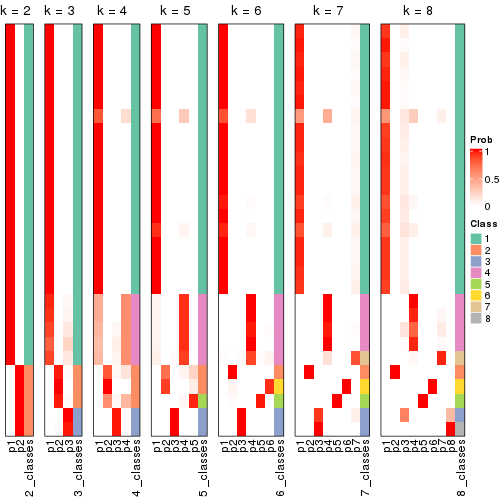 k = 2 k = 3 k = 4 k = 5 k = 6 k = 7 k = 8
Prob
1
0.5
0
Class
1
2
3
4
5
6
7
8
p1 p2 2_classes p1 p2 p3 3_classes p1 p2 p3 p4 4_classes p1 p2 p3 p4 p5 5_classes p1 p2 p3 p4 p5 p6 6_classes p1 p2 p3 p4 p5 p6 p7 7_classes p1 p2 p3 p4 p5 p6 p7 p8 8_classes